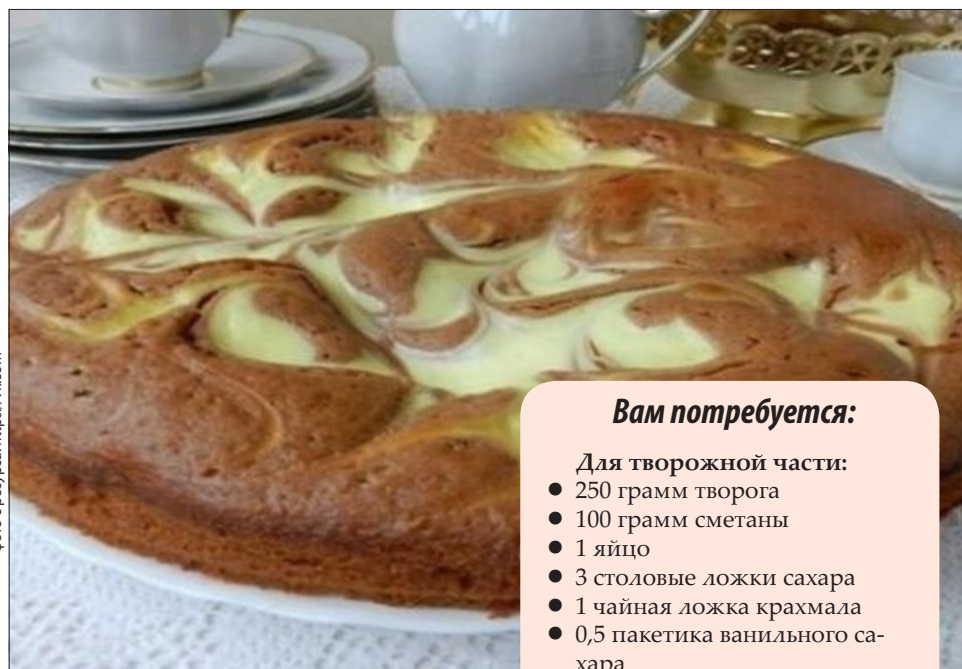 Вам потребуется:
Для творожной части:
● 250 грамм творога
● 100 грамм сметаны
● 1 яйцо
● 3 столовые ложки сахара
● 1 чайная ложка крахмала
● 0,5 пакетика ванильного са-
хара